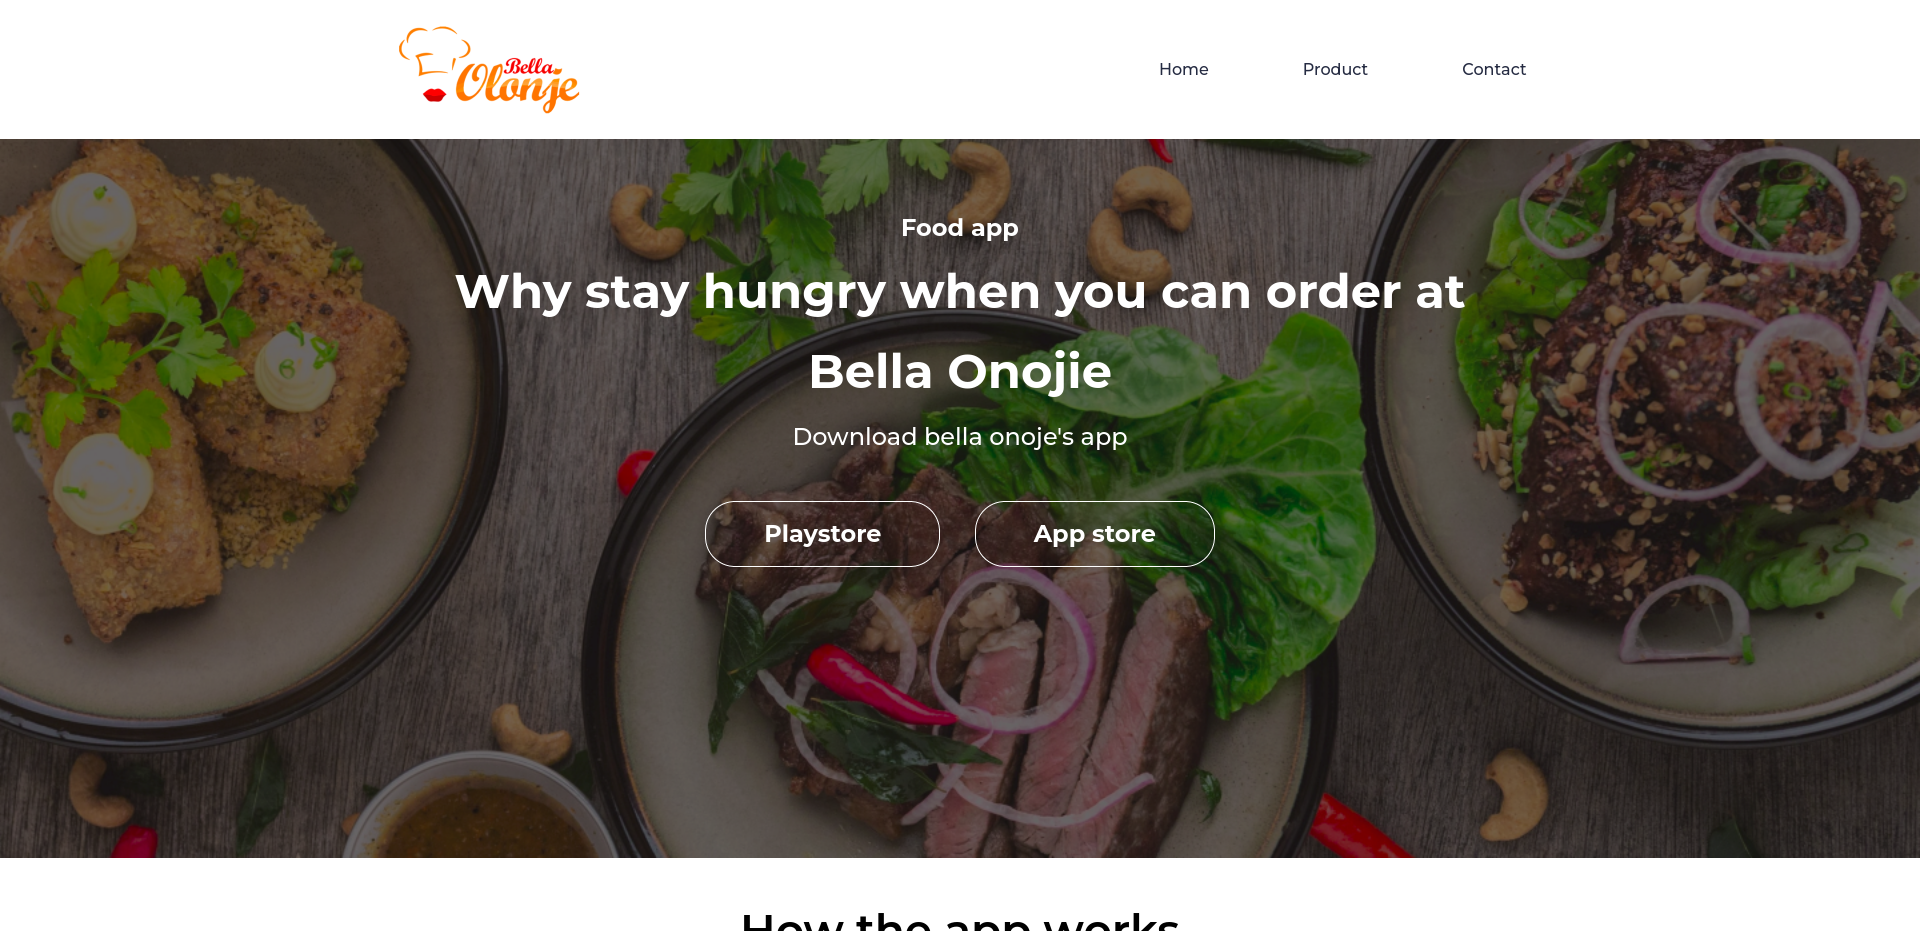 Bella
Olonje
Home
Product
Contact
Food app
Why stay hungry when you can order at
Bella Onojie
Download bella onoje's app
Playstore
App store
How the app works